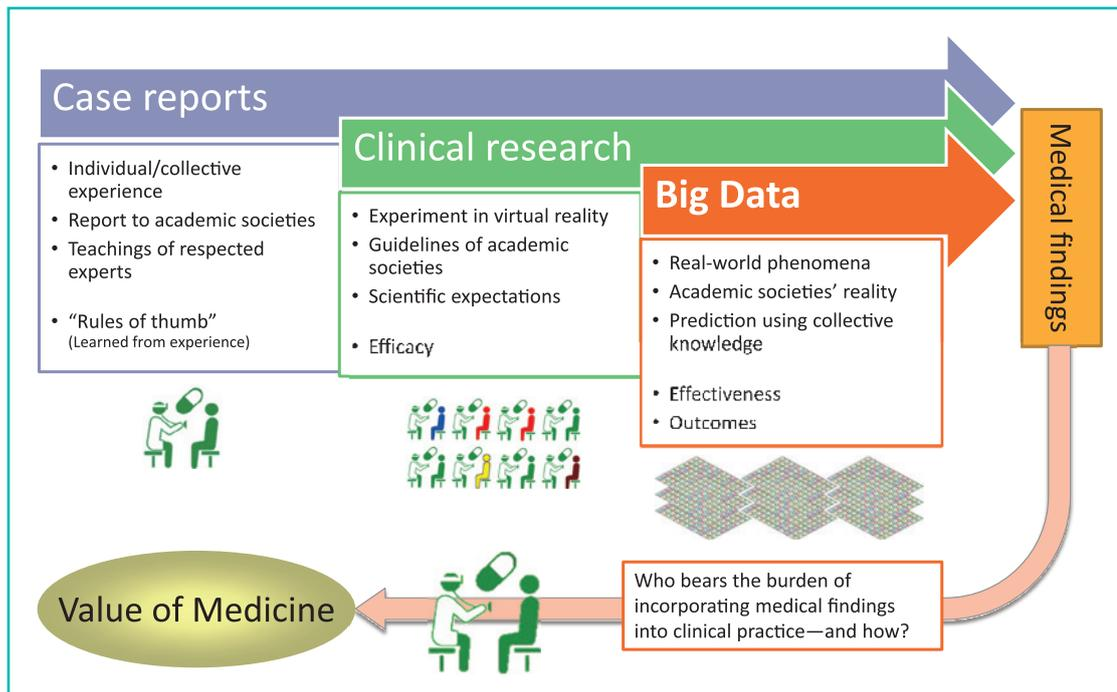 Case reports
• Individual/collective
experience
• Report to academic societies
• Teachings of respected
experts
• “Rules of thumb”
(Learned from experience)
Clinical research
• Experiment in virtual reality
• Guidelines of academic
societies
• Scientific expectations
• Efficacy
Big Data
• Real-world phenomena
• Academic societies’ reality
• Prediction using collective
knowledge
• Effectiveness
• Outcomes
Medical findings
Who bears the burden of
incorporating medical findings
into clinical practice—and how?
Value of Medicine